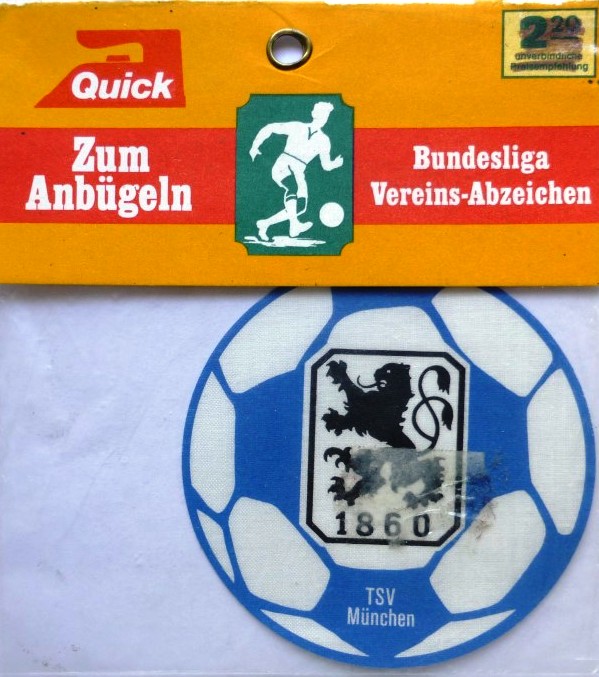 Quick
2 20
unverbindliche
Preisempfehlung
Zum
Anbügeln
Bundesliga
Vereins-Abzeichen
1860
TSV
München